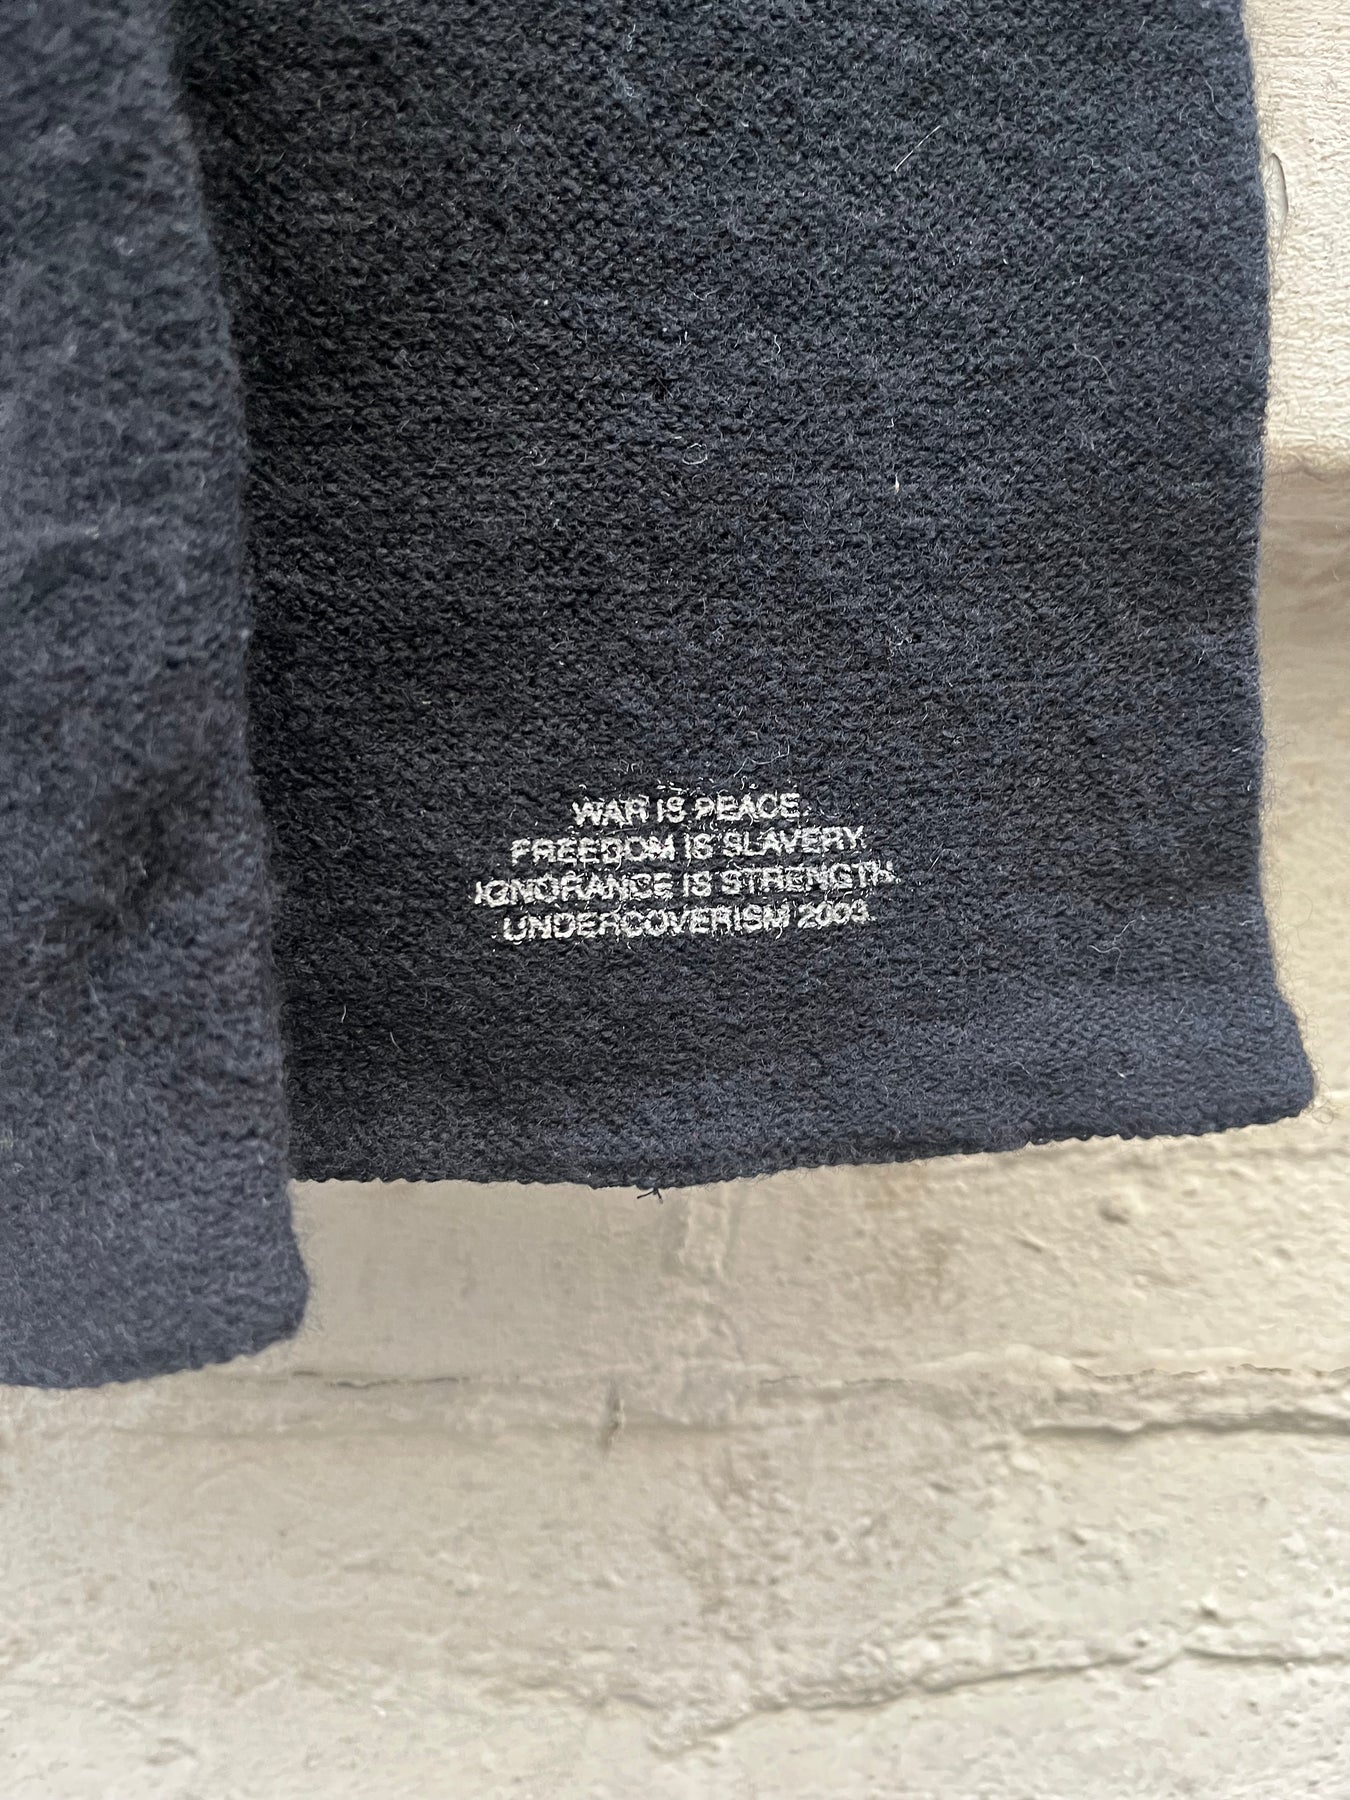 WAR IS PEACE.
FREEDOM IS SLAVERY.
IGNORANCE IS STRENGTH.
UNDERCOVERISM 2003.